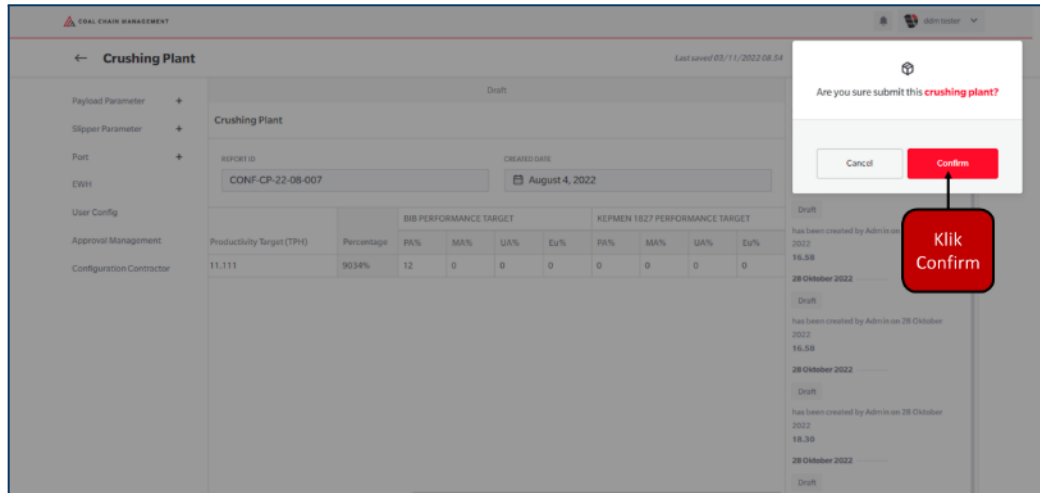 COAL CHAIN MANAGEMENT
ddm tester
← Crushing Plant
Last saved 03/11/2022 08.54
Payload Parameter +
Slipper Parameter +
Port +
EWH
User Config
Approval Management
Configuration Contractor
Draft
Crushing Plant
REPORT ID
CREATED DATE
CONF-CP-22-08-007
August 4, 2022
BIB PERFORMANCE TARGET
KEPMEN 1827 PERFORMANCE TARGET
Productivity Target (TPH) Percentage PA% MA% UA% Eu% PA% MA% UA% Eu%
11.111 9034% 12 0 0 0 0 0 0 0
Are you sure submit this crushing plant?
Cancel
Confirm
Klik
Confirm
Draft
has been created by Admin on
2022
16.58
28 Oktober 2022
Draft
has been created by Admin on 28 Oktober
2022
16.58
28 Oktober 2022
Draft
has been created by Admin on 28 Oktober
2022
18.30
28 Oktober 2022
Draft